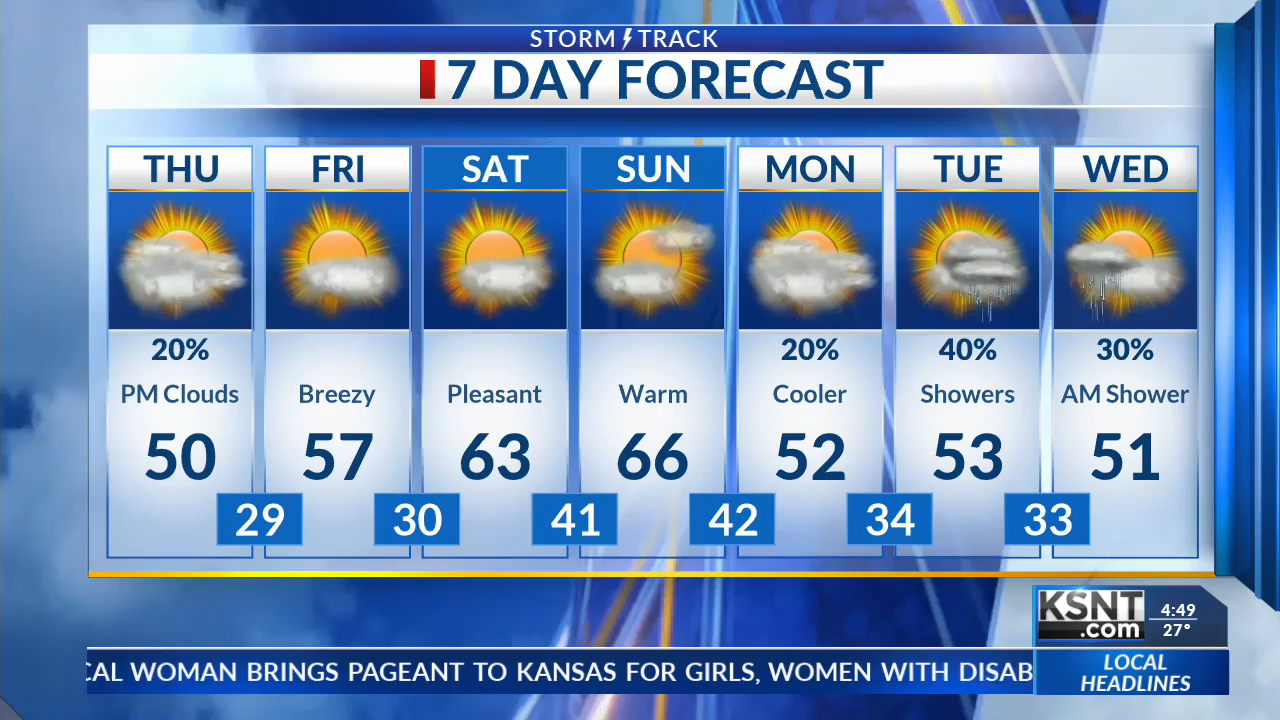 STORM TRACK
7 DAY FORECAST
THU FRI SAT SUN MON TUE WED
20% 20% 40% 30%
PM Clouds Breezy Pleasant Warm Cooler Showers AM Shower
50 57 63 66 52 53 51
29 30 41 42 34 33
KSNT
.com
4:49
27°
CAL WOMAN BRINGS PAGEANT TO KANSAS FOR GIRLS, WOMEN WITH DISAB
LOCAL
HEADLINES